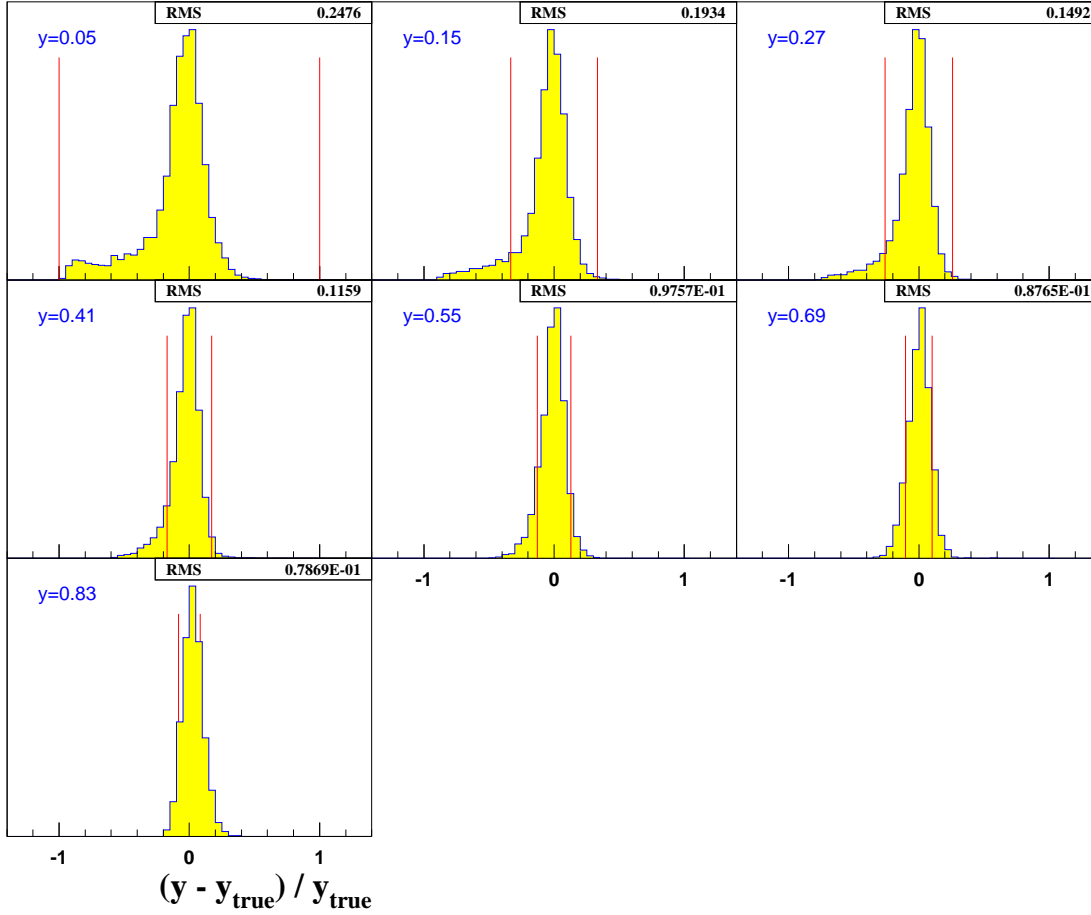 RMS 0.2476
y=0.05
RMS 0.1934
y=0.15
RMS 0.1492
y=0.27
RMS 0.1159
y=0.41
RMS 0.9757E-01
y=0.55
RMS 0.8765E-01
y=0.69
-1 0 1
-1 0 1
RMS 0.7869E-01
y=0.83
-1 0 1
(y - y_true) / y_true